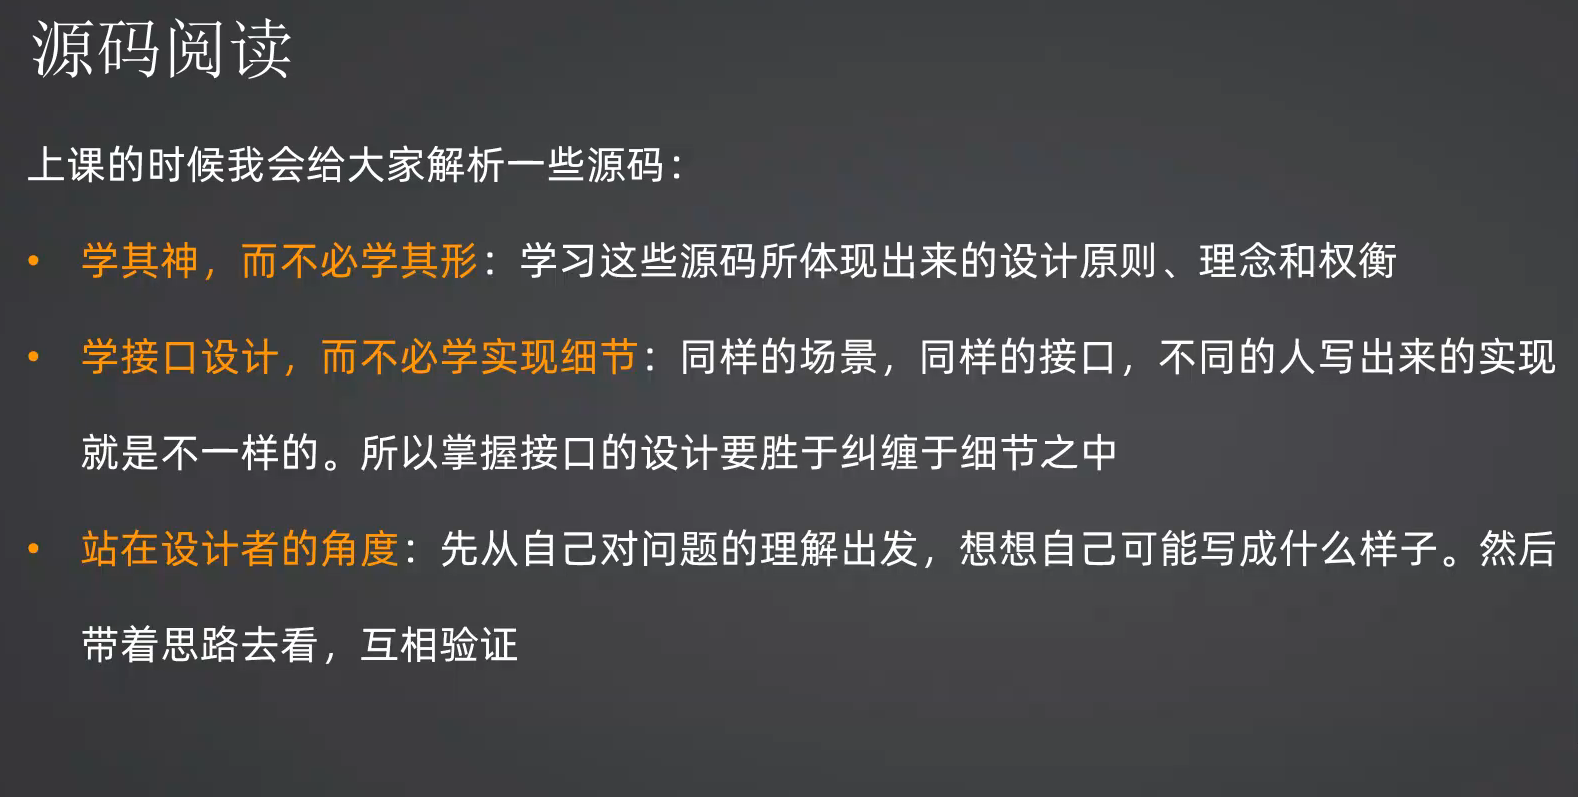 源码阅读
上课的时候我会给大家解析一些源码：
• 学其神，而不必学其形：学习这些源码所体现出来的设计原则、理念和权衡
• 学接口设计，而不必学实现细节：同样的场景，同样的接口，不同的人写出来的实现
就是不一样的。所以掌握接口的设计要胜于纠缠于细节之中
• 站在设计者的角度：先从自己对问题的理解出发，想想自己可能写成什么样子。然后
带着思路去看，互相验证